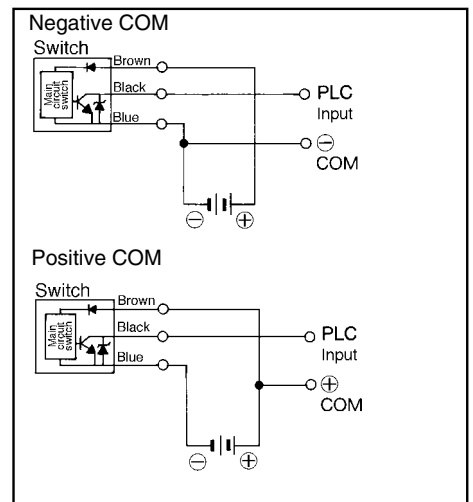 Negative COM
Switch
Brown
Black
Blue
Main
circuit
switch
PLC
Input
⊖
COM
⊖
⊕
Positive COM
Switch
Brown
Black
Blue
Main
circuit
switch
PLC
Input
⊕
COM
⊖
⊕